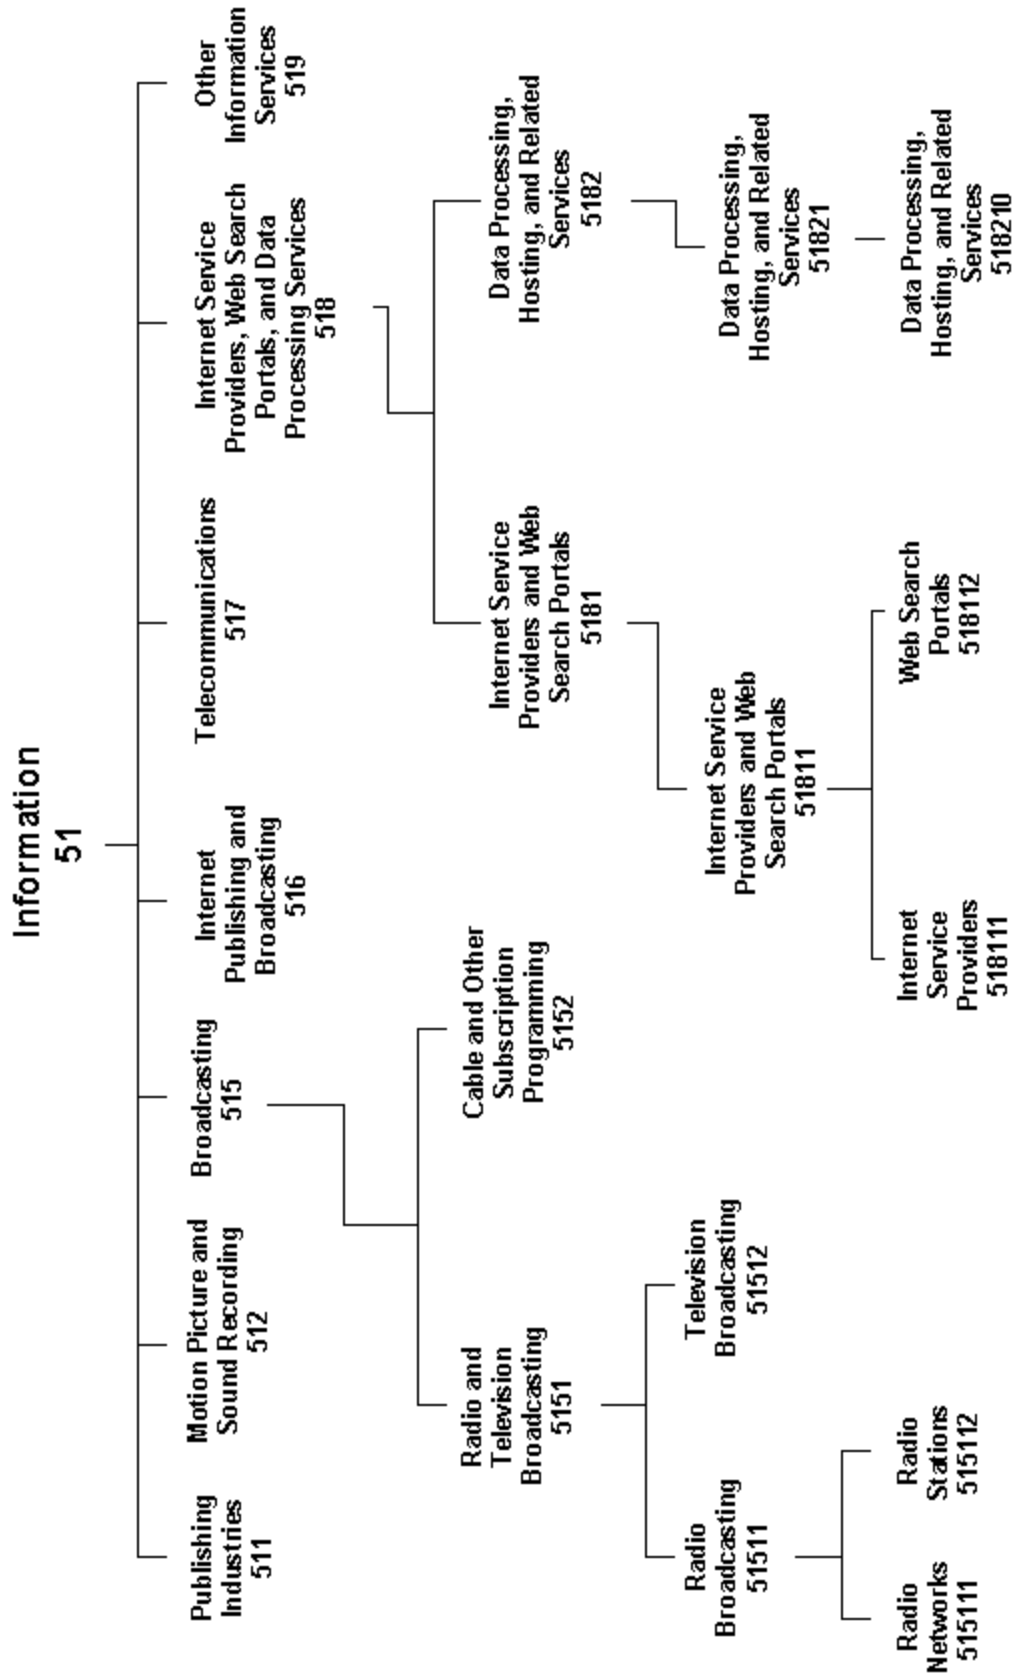 Information
51
Publishing
Industries
511
Motion Picture and
Sound Recording
512
Broadcasting
515
Internet
Publishing and
Broadcasting
516
Telecommunications
517
Internet Service
Providers, Web Search
Portals, and Data
Processing Services
518
Other
Information
Services
519
Radio and
Television
Broadcasting
5151
Cable and Other
Subscription
Programming
5152
Internet Service
Providers and Web
Search Portals
5181
Data Processing,
Hosting, and Related
Services
5182
Radio
Broadcasting
51511
Television
Broadcasting
51512
Internet Service
Providers and Web
Search Portals
51811
Data Processing,
Hosting, and Related
Services
51821
Radio
Networks
515111
Radio
Stations
515112
Internet
Service
Providers
518111
Web Search
Portals
518112
Data Processing,
Hosting, and Related
Services
518210